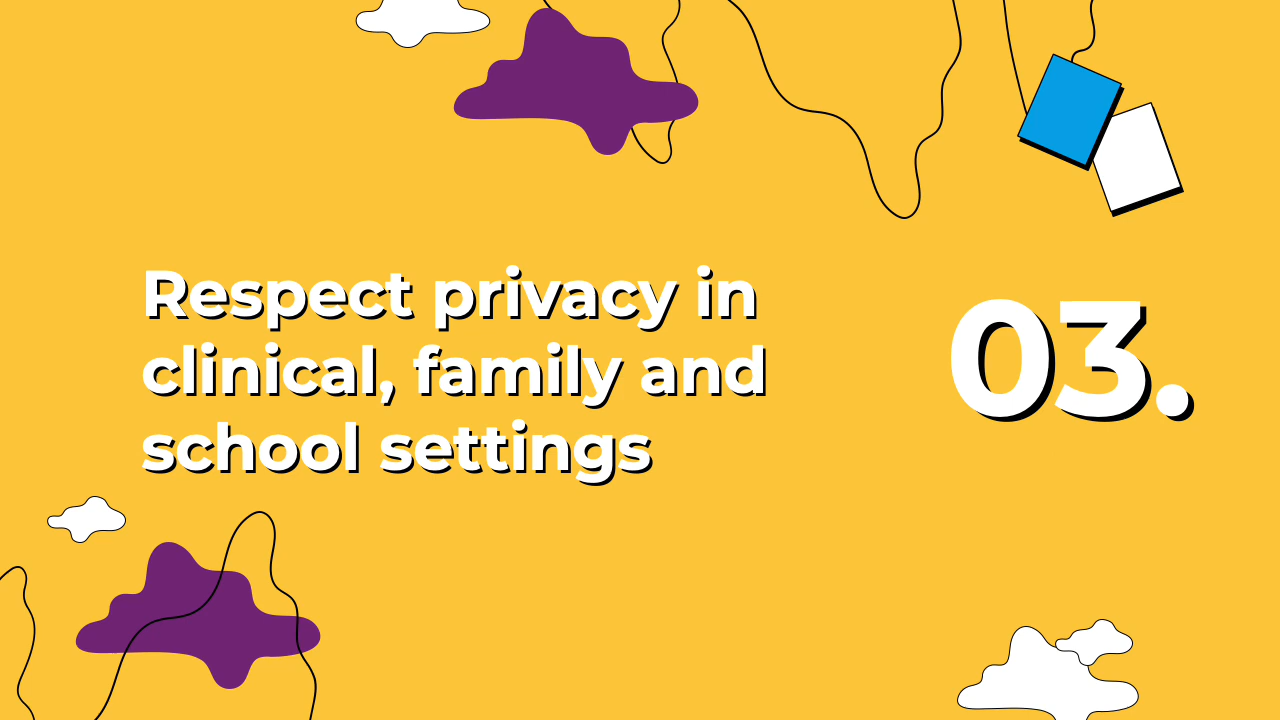 Respect privacy in
clinical, family and
school settings
03.